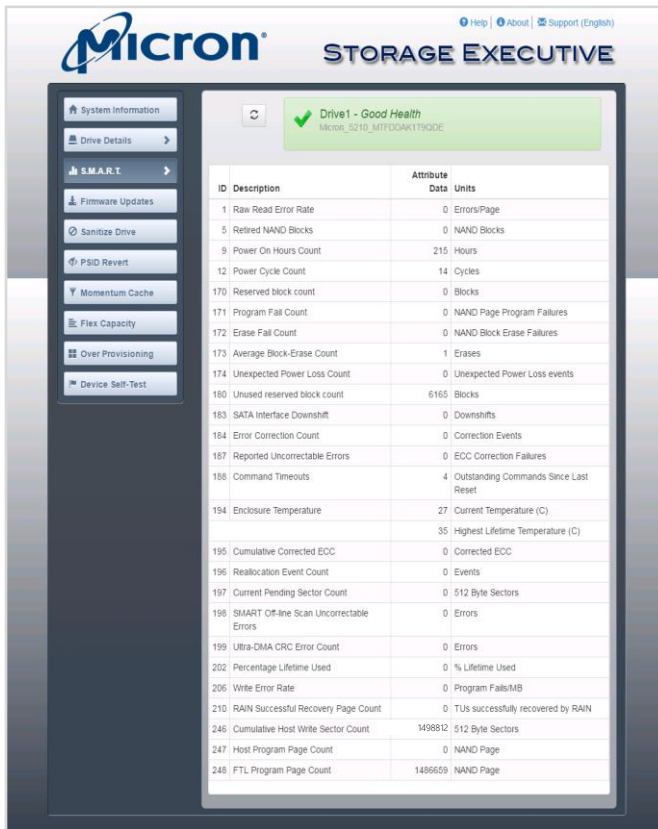 Help | About | Support (English)
Micron®
STORAGE EXECUTIVE
System Information
Drive Details
S.M.A.R.T.
Firmware Updates
Sanitize Drive
PSID Revert
Momentum Cache
Flex Capacity
Over Provisioning
Device Self-Test
Drive1 - Good Health
Micron_5210_MTFDDAK1T9QDE
ID Description Attribute Data Units
1 Raw Read Error Rate 0 Errors/Page
5 Retired NAND Blocks 0 NAND Blocks
9 Power On Hours Count 215 Hours
12 Power Cycle Count 14 Cycles
170 Reserved block count 0 Blocks
171 Program Fail Count 0 NAND Page Program Failures
172 Erase Fail Count 0 NAND Block Erase Failures
173 Average Block-Erase Count 1 Erases
174 Unexpected Power Loss Count 0 Unexpected Power Loss events
180 Unused reserved block count 6165 Blocks
183 SATA Interface Downshift 0 Downshifts
184 Error Correction Count 0 Correction Events
187 Reported Uncorrectable Errors 0 ECC Correction Failures
188 Command Timeouts 4 Outstanding Commands Since Last
Reset
194 Enclosure Temperature 27 Current Temperature (C)
35 Highest Lifetime Temperature (C)
195 Cumulative Corrected ECC 0 Corrected ECC
196 Reallocation Event Count 0 Events
197 Current Pending Sector Count 0 512 Byte Sectors
198 SMART Off-line Scan Uncorrectable 0 Errors
Errors
199 Ultra-DMA CRC Error Count 0 Errors
202 Percentage Lifetime Used 0 % Lifetime Used
206 Write Error Rate 0 Program Fails/MB
210 RAIN Successful Recovery Page Count 0 TUs successfully recovered by RAIN
246 Cumulative Host Write Sector Count 1498812 512 Byte Sectors
247 Host Program Page Count 0 NAND Page
248 FTL Program Page Count 1486659 NAND Page